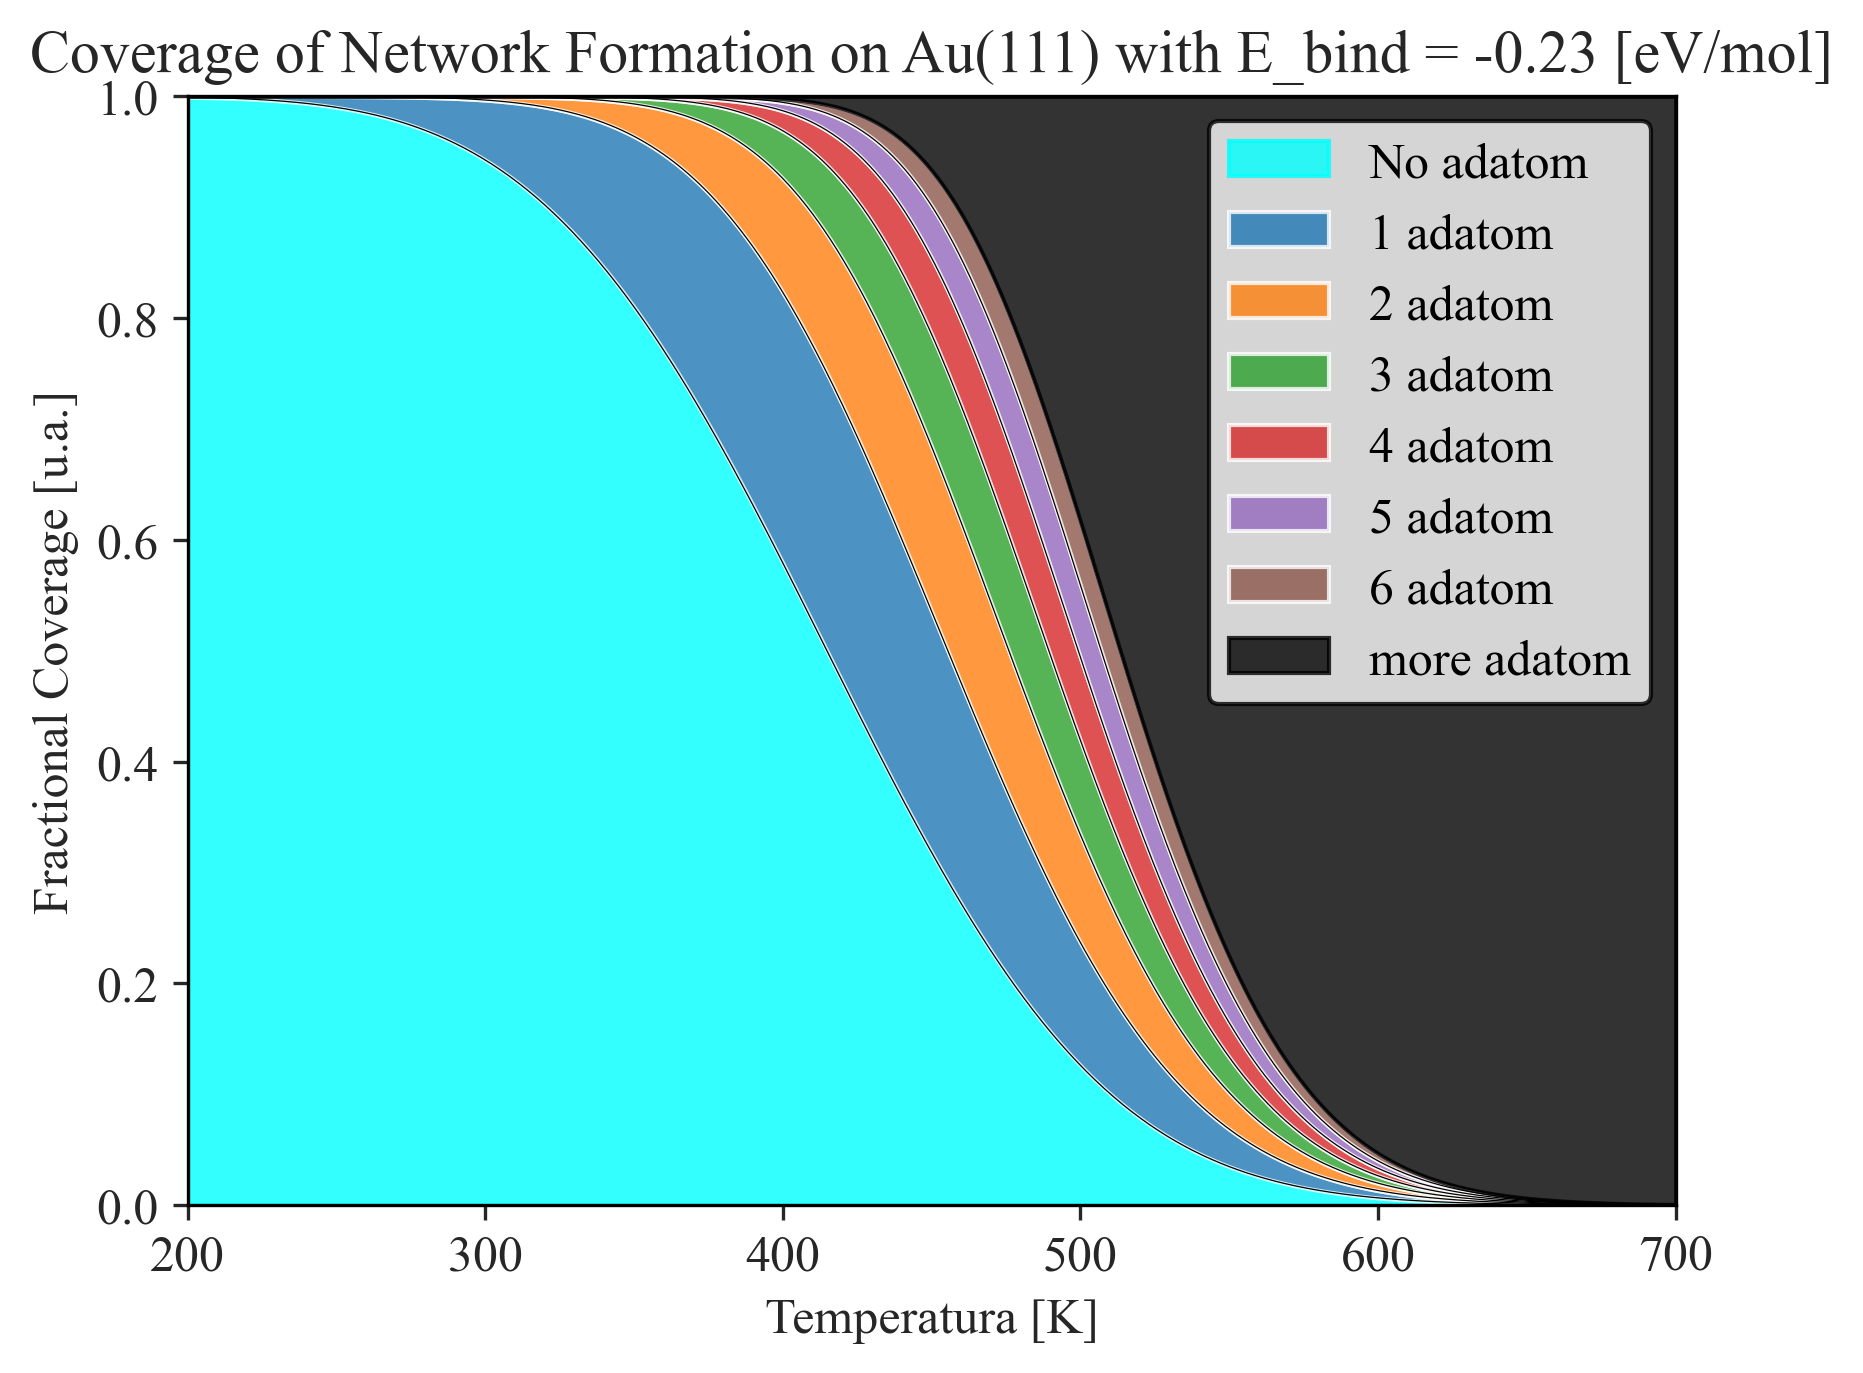 Coverage of Network Formation on Au(111) with E_bind = -0.23 [eV/mol]
1.0
0.8
0.6
0.4
0.2
0.0
Fractional Coverage [u.a.]
No adatom
1 adatom
2 adatom
3 adatom
4 adatom
5 adatom
6 adatom
more adatom
200 300 400 500 600 700
Temperatura [K]